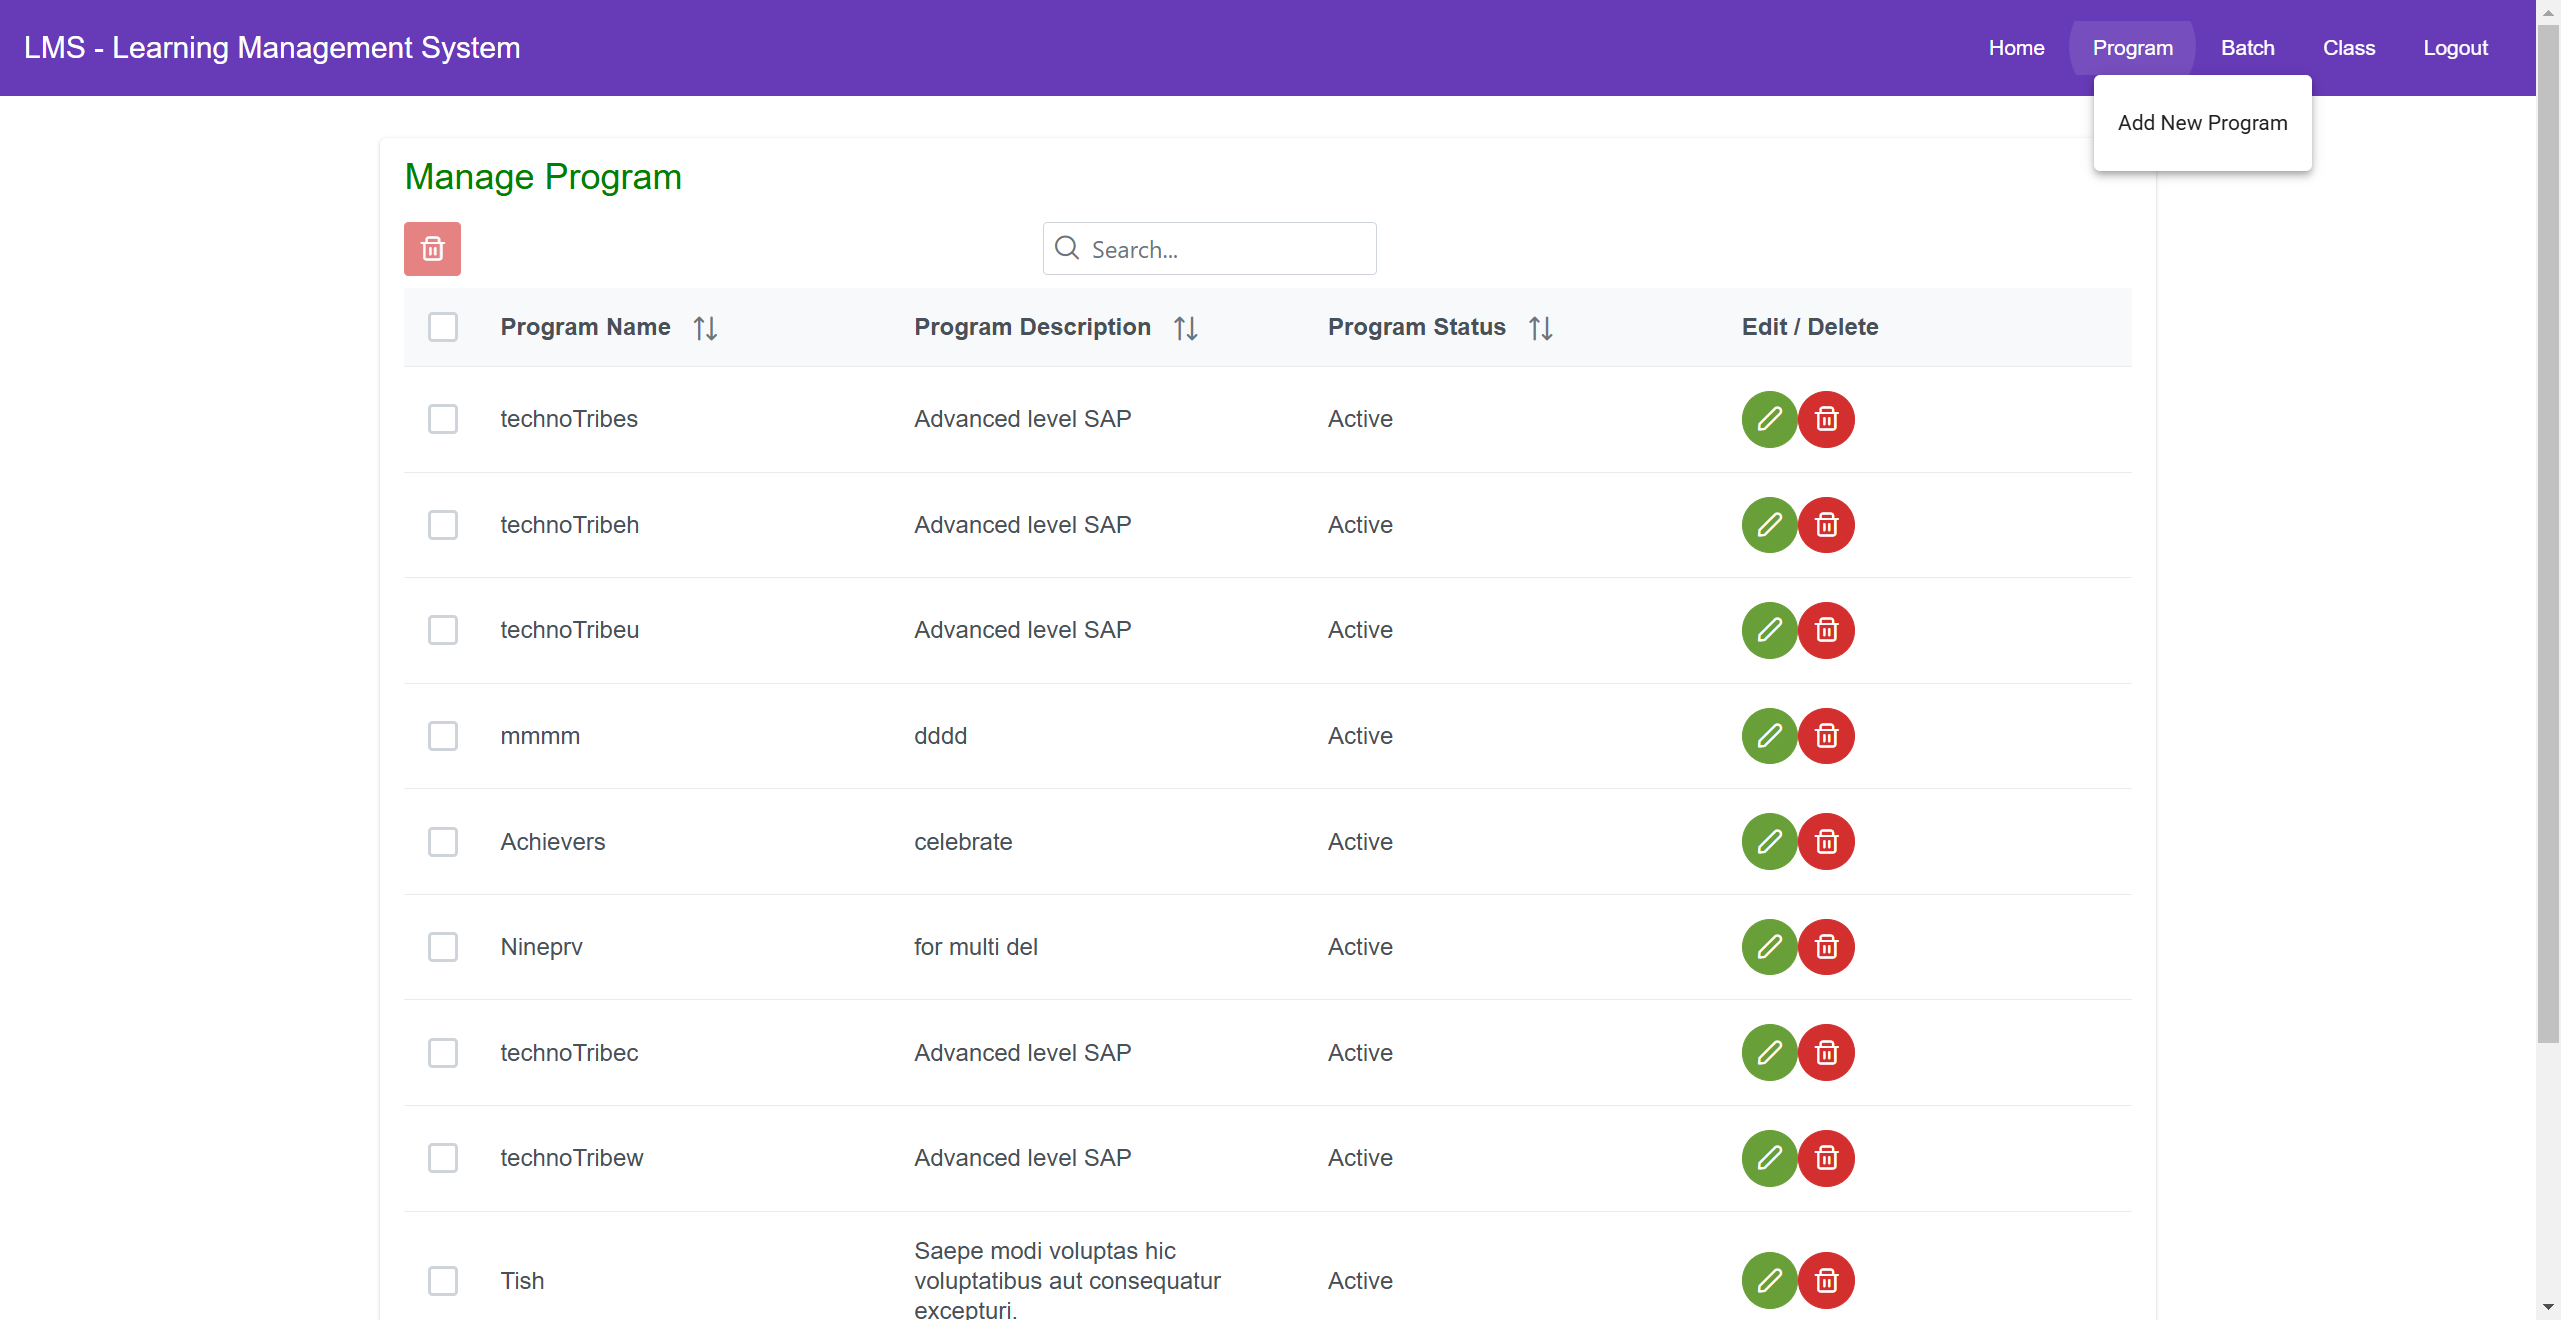 LMS - Learning Management System
Home Program Batch Class Logout
Add New Program
Manage Program
Search...
Program Name Program Description Program Status Edit / Delete
technoTribes Advanced level SAP Active
technoTribeh Advanced level SAP Active
technoTribeu Advanced level SAP Active
mmmm dddd Active
Achievers celebrate Active
Nineprv for multi del Active
technoTribec Advanced level SAP Active
technoTribew Advanced level SAP Active
Saepe modi voluptas hic
Tish voluptatibus aut consequatur Active
excepturi.